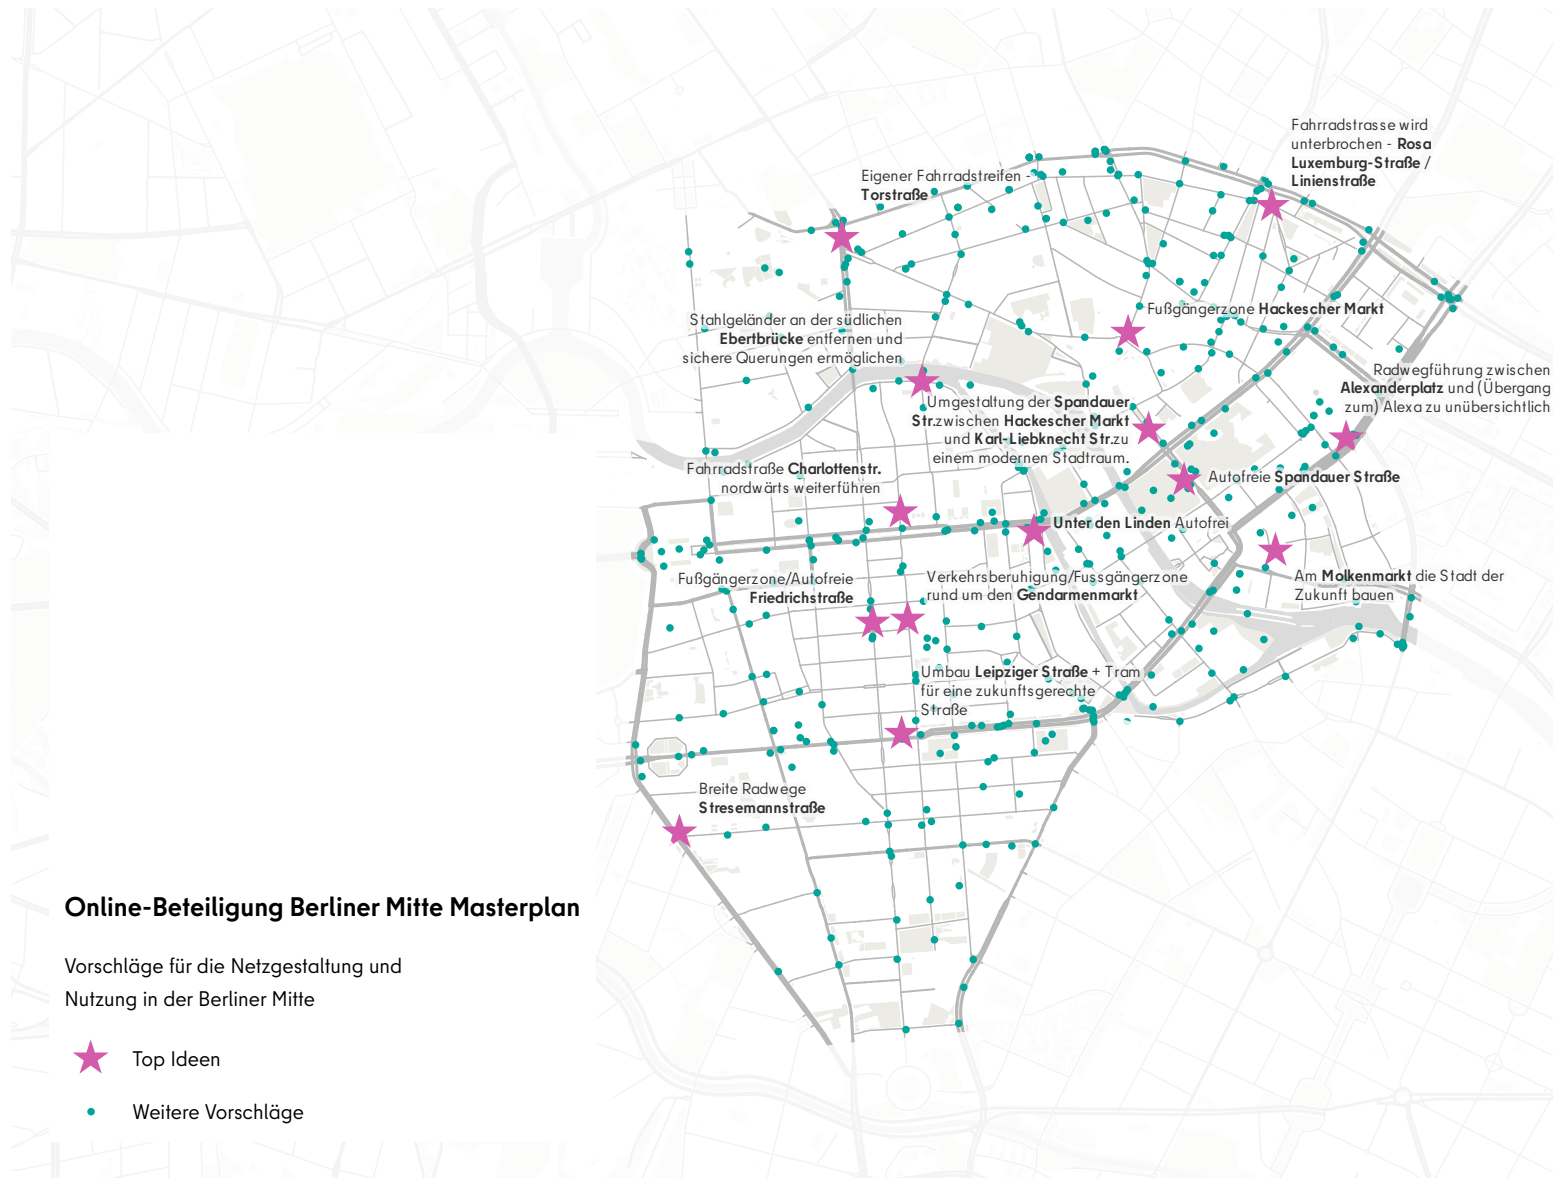 Fahrradstrasse wird
unterbrochen - Rosa
Luxemburg-Straße /
Linienstraße
Eigener Fahrradstreifen -
Torstraße
Fußgängerzone Hackescher Markt
Stahlgeländer an der südlichen
Ebertbrücke entfernen und
sichere Querungen ermöglichen
Radwegführung zwischen
Alexanderplatz und (Übergang
zum) Alexa zu unübersichtlich
Umgestaltung der Spandauer
Str.zwischen Hackescher Markt
und Karl-Liebknecht Str.zu
einem modernen Stadtraum.
Fahrradstraße Charlottenstr.
nordwärts weiterführen
Autofreie Spandauer Straße
Unter den Linden Autofrei
Fußgängerzone/Autofreie
Friedrichstraße
Verkehrsberuhigung/Fussgängerzone
rund um den Gendarmenmarkt
Am Molkenmarkt die Stadt der
Zukunft bauen
Umbau Leipziger Straße + Tram
für eine zukunftsgerechte
Straße
Breite Radwege
Stresemannstraße
Online-Beteiligung Berliner Mitte Masterplan
Vorschläge für die Netzgestaltung und
Nutzung in der Berliner Mitte
Top Ideen
Weitere Vorschläge